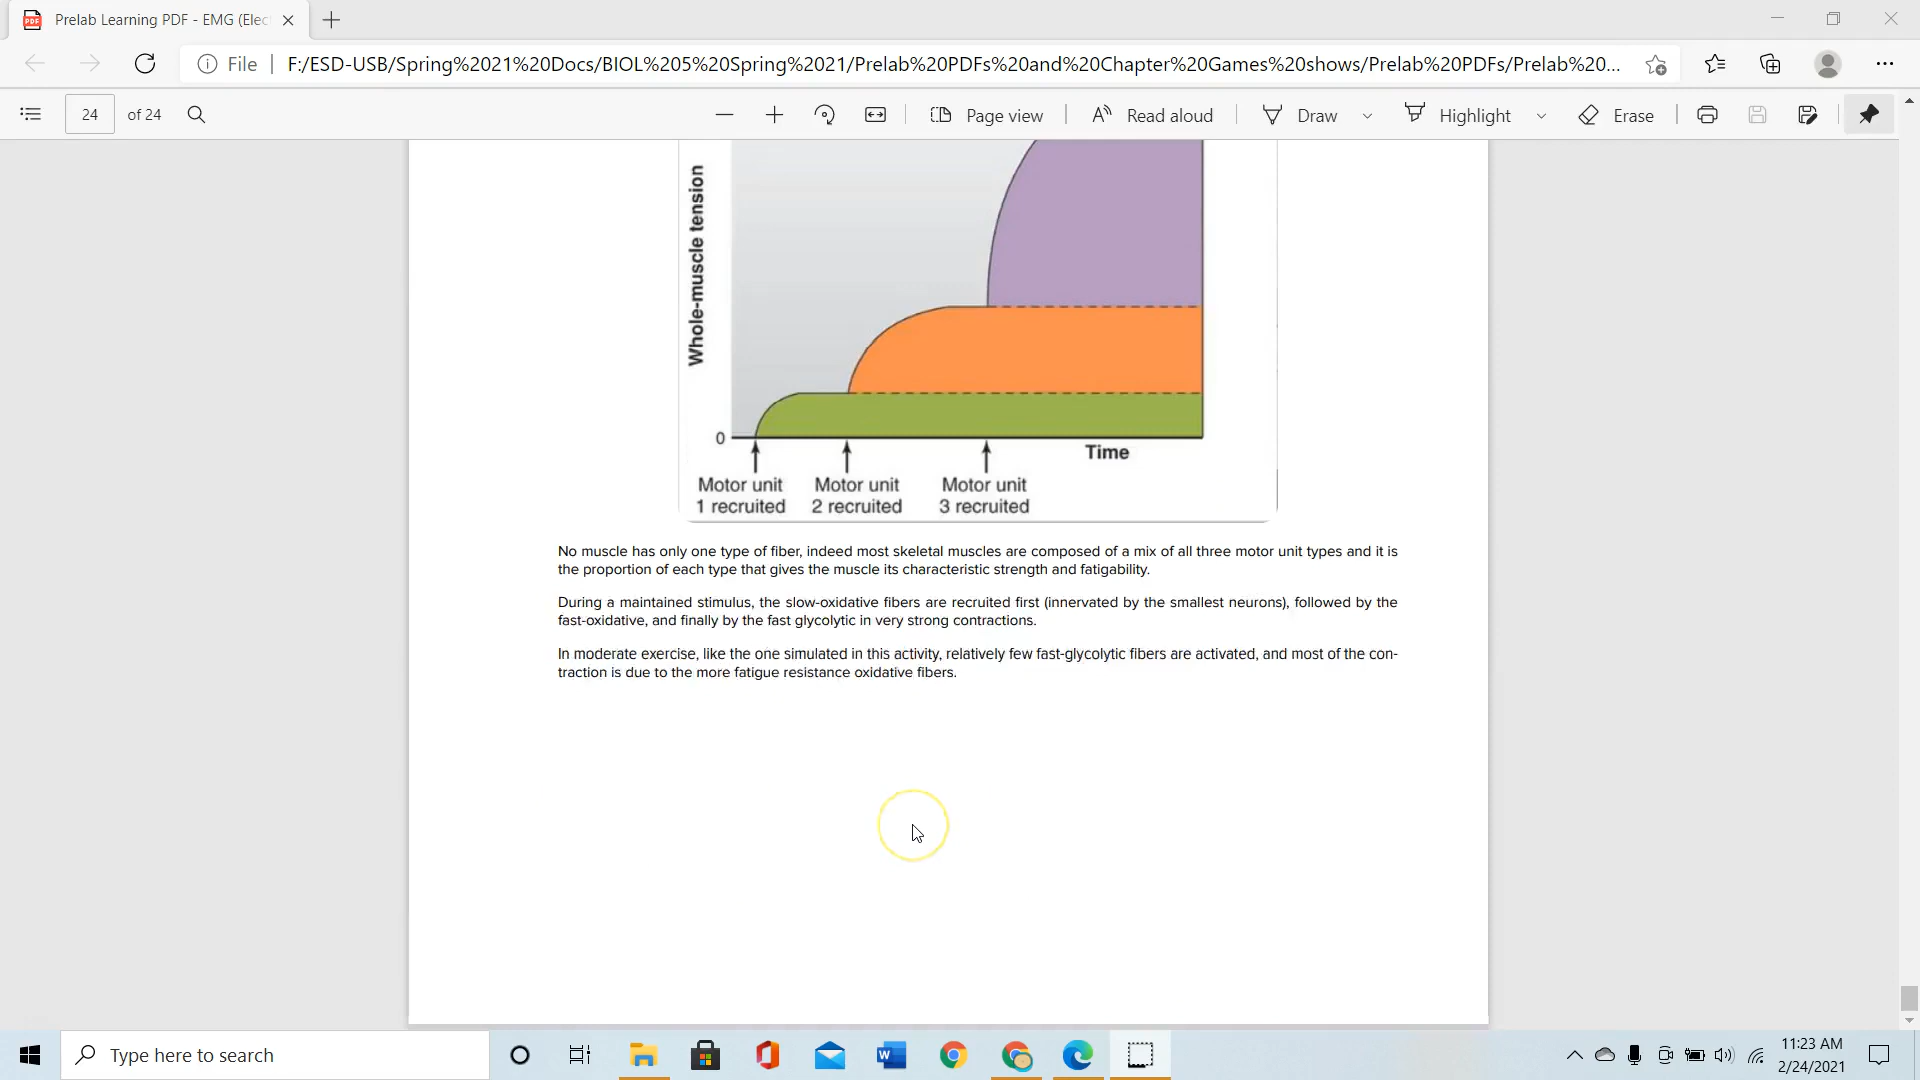 Prelab Learning PDF - EMG (Elec
File
F:/ESD-USB/Spring%2021%20Docs/BIOL%205%20Spring%2021/Prelab%20PDFs%20and%20Chapter%20Games%20shows/Prelab%20PDFs/Prelab%20...
24 of 24
Page view
Read aloud
Draw
Highlight
Erase
Whole-muscle tension
0
Time
Motor unit 1 recruited
Motor unit 2 recruited
Motor unit 3 recruited
No muscle has only one type of fiber, indeed most skeletal muscles are composed of a mix of all three motor unit types and it is
the proportion of each type that gives the muscle its characteristic strength and fatigability.
During a maintained stimulus, the slow-oxidative fibers are recruited first (innervated by the smallest neurons), followed by the
fast-oxidative, and finally by the fast glycolytic in very strong contractions.
In moderate exercise, like the one simulated in this activity, relatively few fast-glycolytic fibers are activated, and most of the con-
traction is due to the more fatigue resistance oxidative fibers.
Type here to search
11:23 AM
2/24/2021